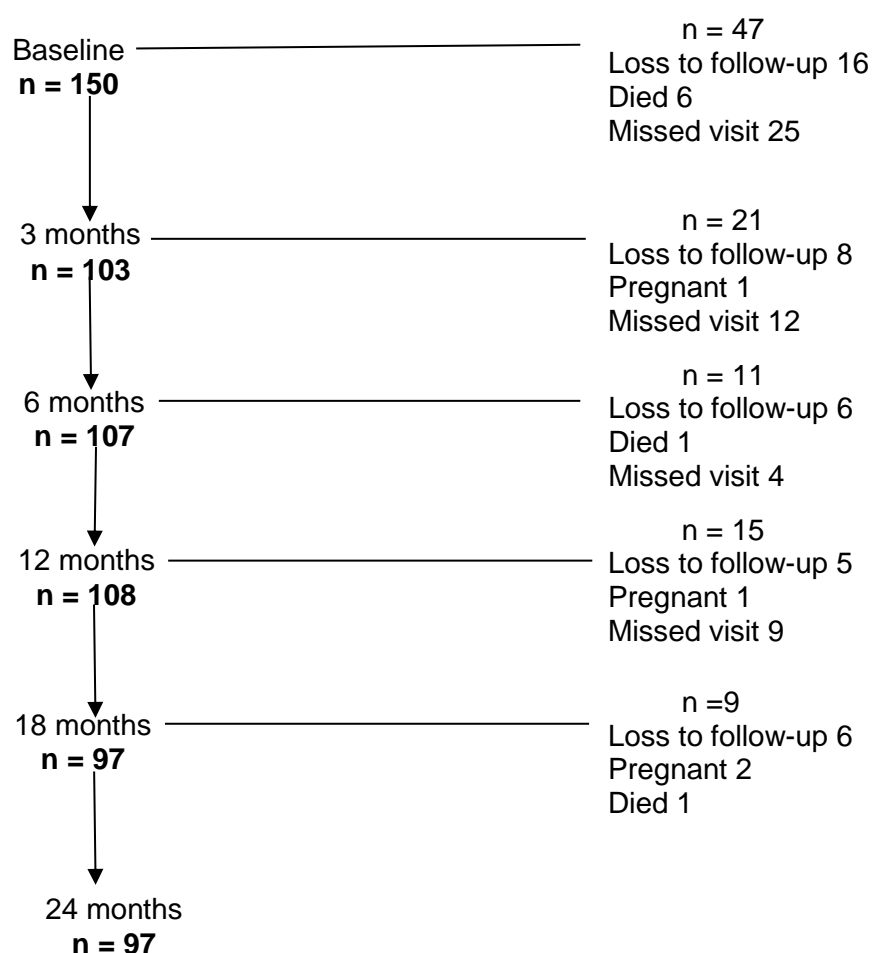 Baseline
n = 150
n = 47
Loss to follow-up 16
Died 6
Missed visit 25
3 months
n = 103
n = 21
Loss to follow-up 8
Pregnant 1
Missed visit 12
6 months
n = 107
n = 11
Loss to follow-up 6
Died 1
Missed visit 4
12 months
n = 108
n = 15
Loss to follow-up 5
Pregnant 1
Missed visit 9
18 months
n = 97
n =9
Loss to follow-up 6
Pregnant 2
Died 1
24 months
n = 97